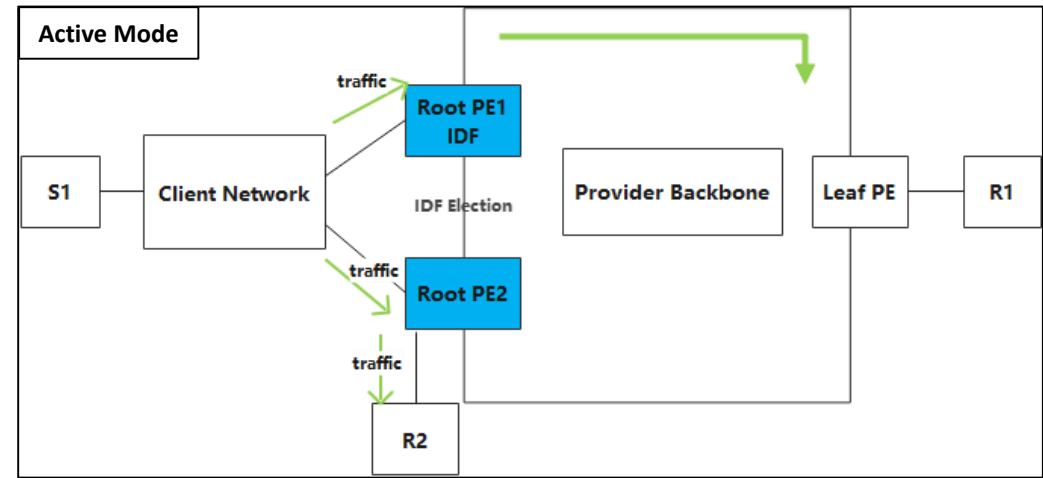 Active Mode
traffic
Root PE1
IDF
S1
Client Network
IDF Election
Provider Backbone
Leaf PE
R1
traffic
Root PE2
traffic
R2